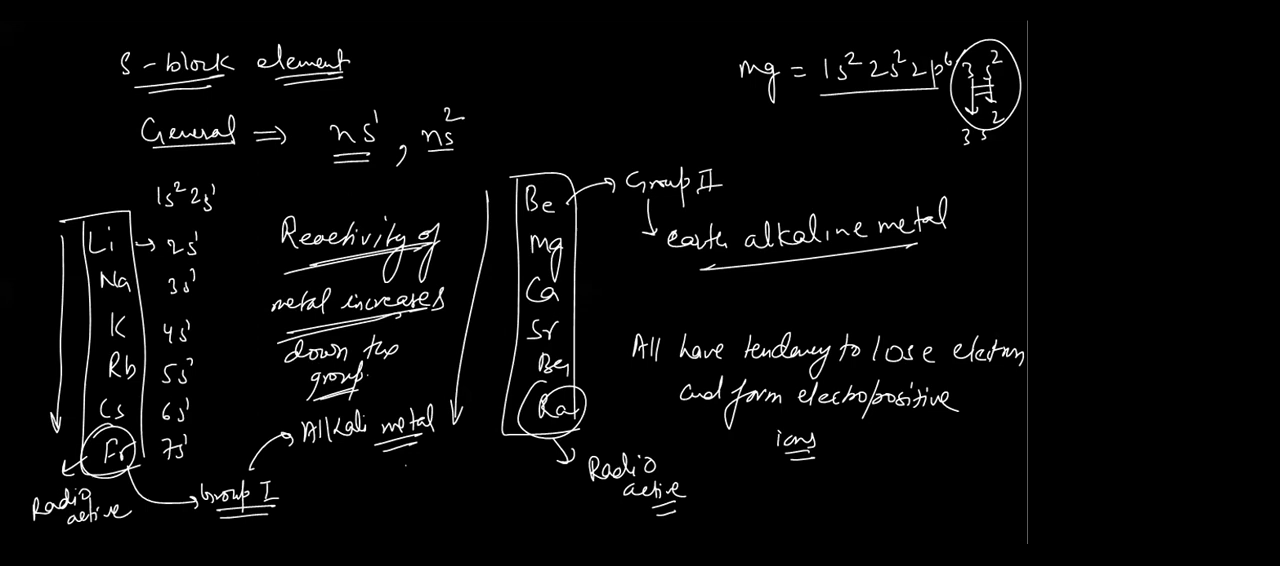 S-block element
General ⇒ ns¹, ns²
1s² 2s¹
Li → 2s¹
Na 3s¹
K 4s¹
Rb 5s¹
Cs 6s¹
Fr 7s¹
Radio
active
Group I
Alkali metal
Reactivity of
metal increases
down the
group.
Be
Mg
Ca
Sr
Ba
Ra
Radio
active
Group II
earth alkaline metal
mg = 1s² 2s² 2p⁶ 3s²
3s²
All have tendency to lose electron
and form electropositive
ions